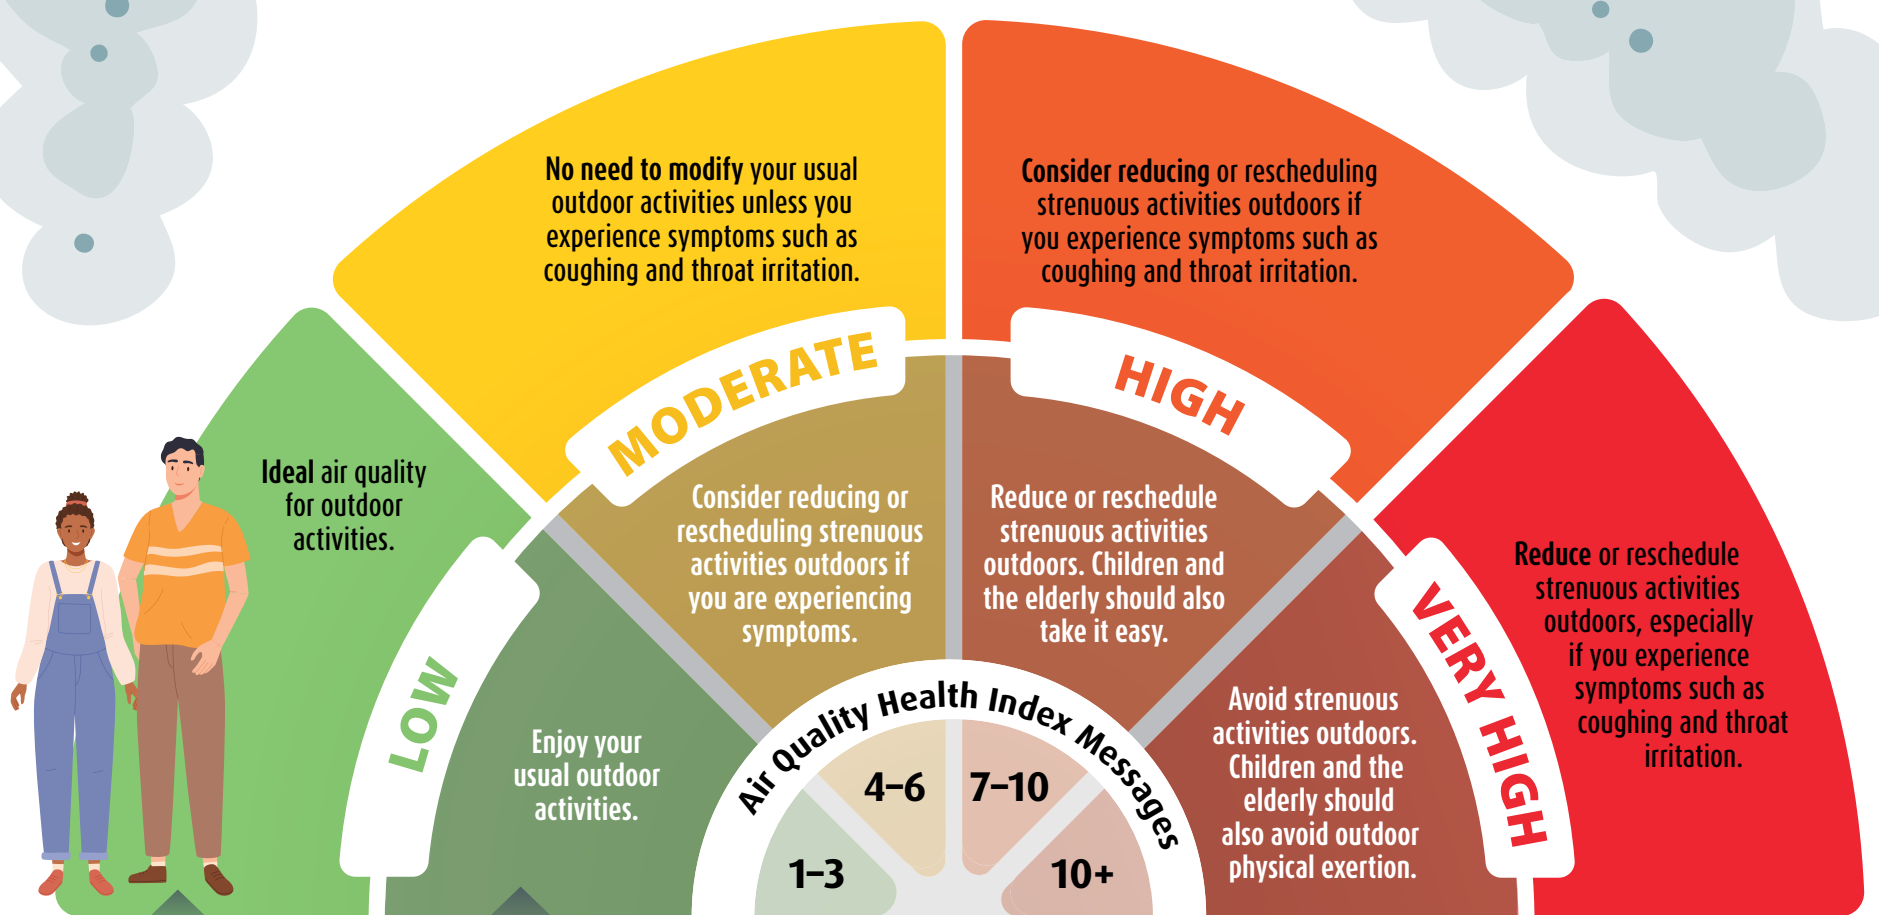 No need to modify your usual
outdoor activities unless you
experience symptoms such as
coughing and throat irritation.
Consider reducing or rescheduling
strenuous activities outdoors if
you experience symptoms such as
coughing and throat irritation.
MODERATE
HIGH
Ideal air quality
for outdoor
activities.
Consider reducing or
rescheduling strenuous
activities outdoors if
you are experiencing
symptoms.
Reduce or reschedule
strenuous activities
outdoors. Children and
the elderly should also
take it easy.
Reduce or reschedule
strenuous activities
outdoors, especially
if you experience
symptoms such as
coughing and throat
irritation.
LOW
VERY HIGH
Enjoy your
usual outdoor
activities.
Avoid strenuous
activities outdoors.
Children and the
elderly should
also avoid outdoor
physical exertion.
Air Quality Health Index Messages
1–3
4–6
7–10
10+